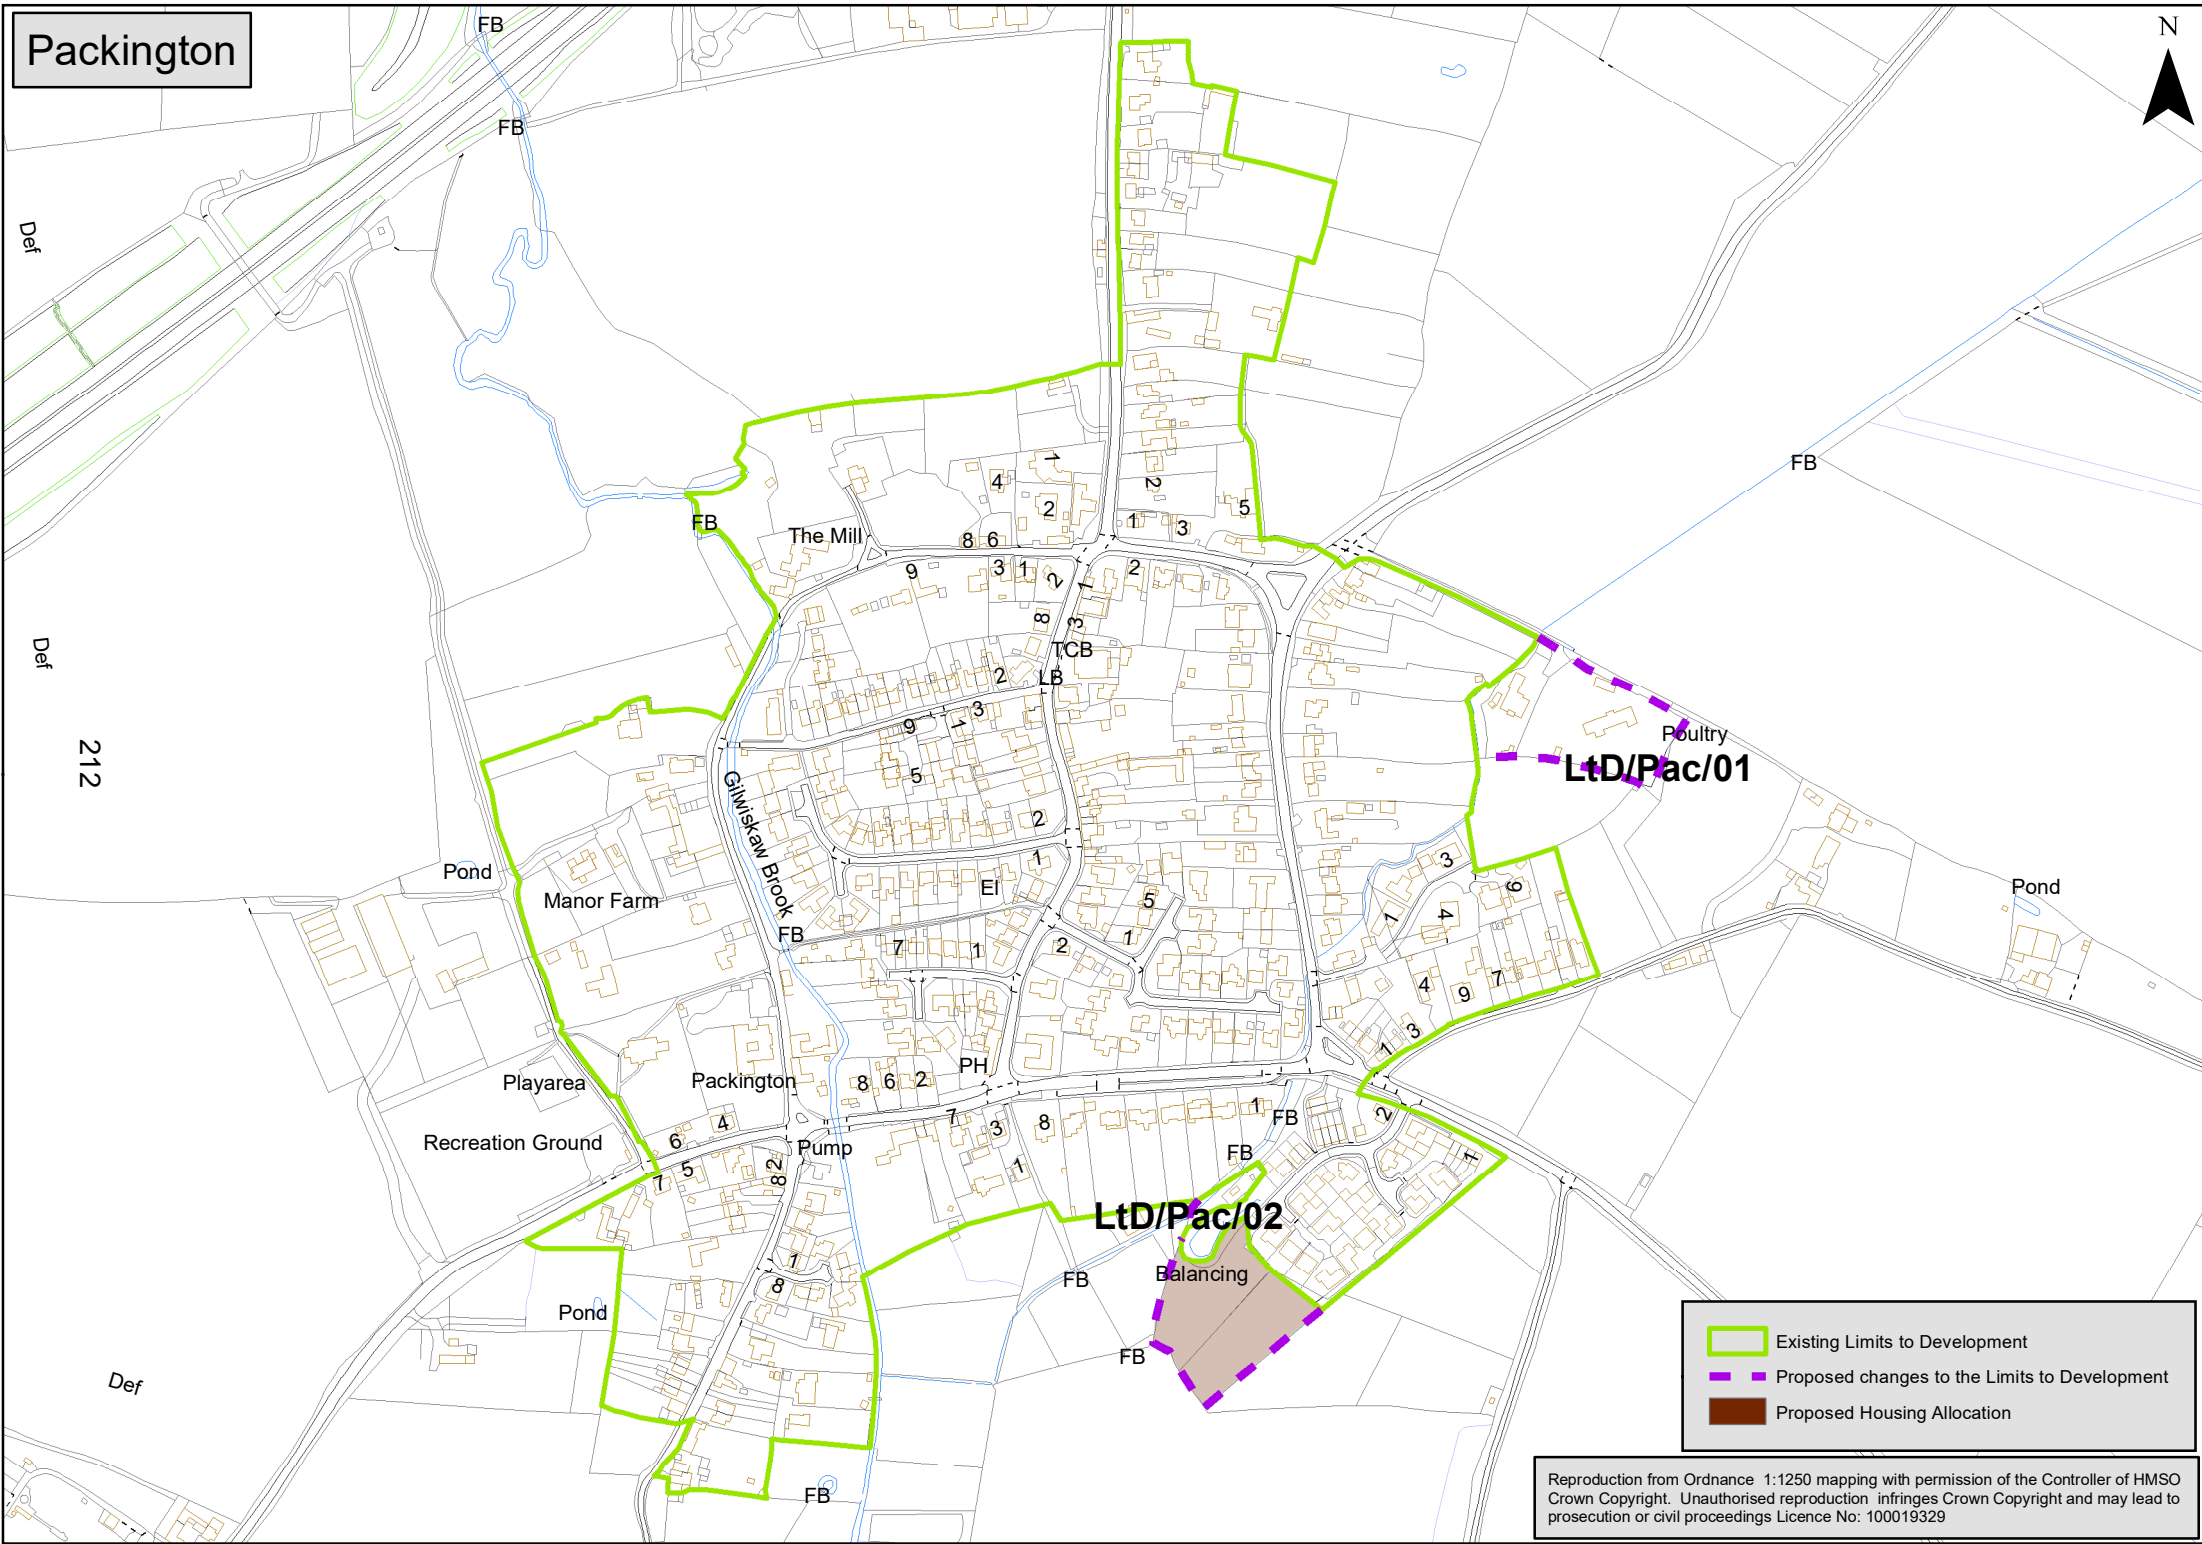 Packington
N
FB
FB
Def
FB
1
4
2
2
5
FB
The Mill
1
3
8
6
9
3
1
2
1
2
8
3
Def
TCB
2
LB
3
1
9
Poultry
212
LtD/Pac/01
5
Gilwiskaw Brook
2
1
3
Pond
El
9
Pond
Manor Farm
5
4
1
FB
7
1
2
1
4
9
7
3
1
PH
Playarea
Packington
8
6
2
2
7
1
FB
4
3
8
Recreation Ground
6
Pump
FB
5
82
1
1
7
LtD/Pac/02
1
Balancing
FB
8
Pond
FB
Def
FB
Existing Limits to Development
Proposed changes to the Limits to Development
Proposed Housing Allocation
Reproduction from Ordnance 1:1250 mapping with permission of the Controller of HMSO
Crown Copyright. Unauthorised reproduction infringes Crown Copyright and may lead to
prosecution or civil proceedings Licence No: 100019329